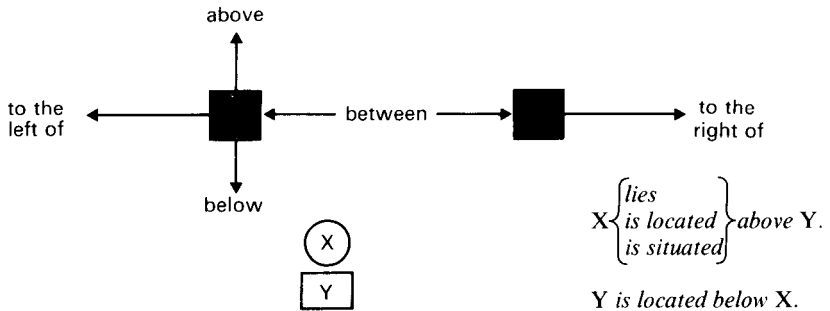 above
to the
left of
between
to the
right of
below
X
Y
X { lies
is located
is situated } above Y.
Y is located below X.